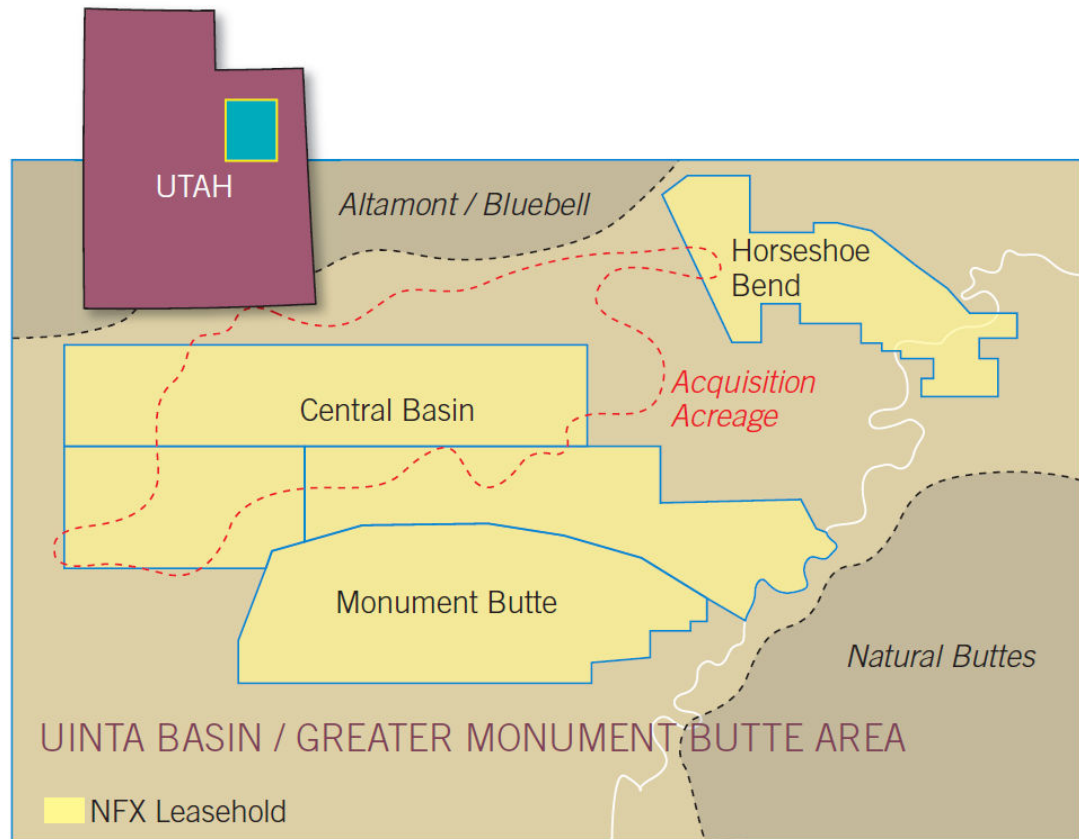 UTAH
Altamont / Bluebell
Horseshoe
Bend
Acquisition
Acreage
Central Basin
Monument Butte
Natural Buttes
UINTA BASIN / GREATER MONUMENT BUTTE AREA
NFX Leasehold